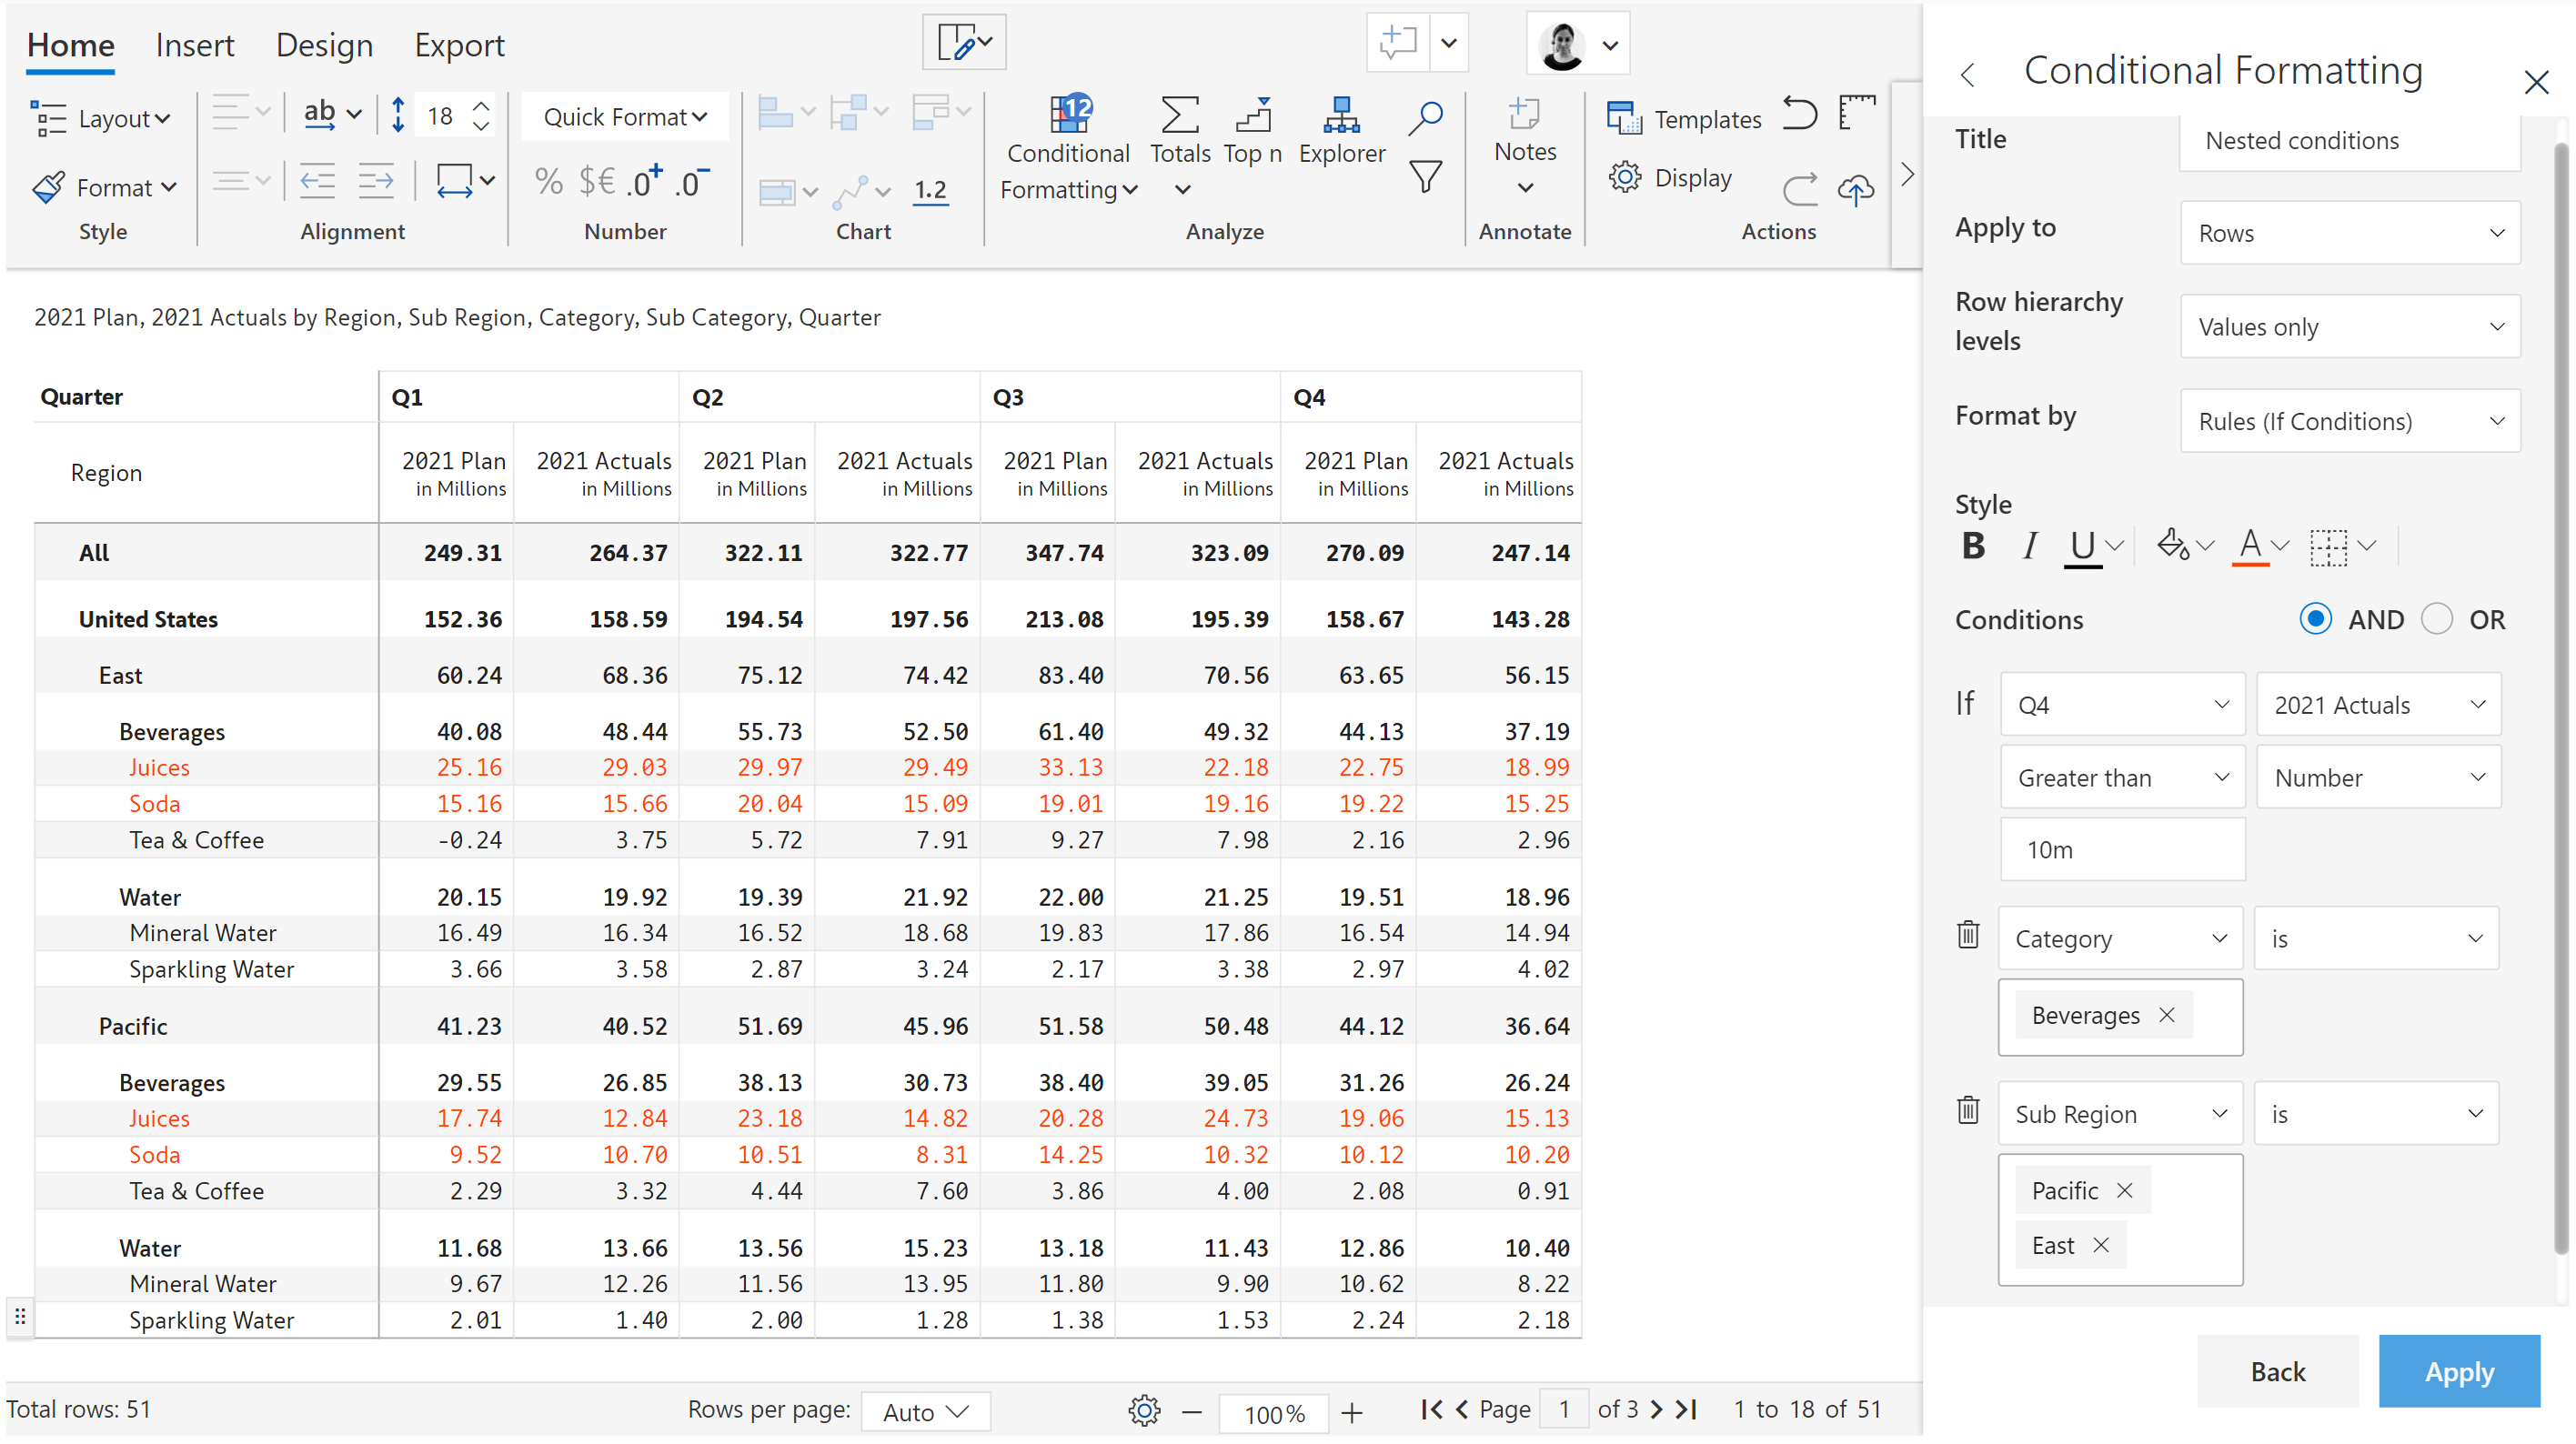 Home Insert Design Export
Layout ab 18 Quick Format 12 Templates
Conditional Formatting Totals Top n Explorer Notes
Format % $€ .0+ .0- 1.2 Display
Style Alignment Number Chart Analyze Annotate Actions
2021 Plan, 2021 Actuals by Region, Sub Region, Category, Sub Category, Quarter
Quarter Q1 Q2 Q3 Q4
Region 2021 Plan 2021 Actuals 2021 Plan 2021 Actuals 2021 Plan 2021 Actuals 2021 Plan 2021 Actuals
in Millions in Millions in Millions in Millions in Millions in Millions in Millions in Millions
All 249.31 264.37 322.11 322.77 347.74 323.09 270.09 247.14
United States 152.36 158.59 194.54 197.56 213.08 195.39 158.67 143.28
East 60.24 68.36 75.12 74.42 83.40 70.56 63.65 56.15
Beverages 40.08 48.44 55.73 52.50 61.40 49.32 44.13 37.19
Juices 25.16 29.03 29.97 29.49 33.13 22.18 22.75 18.99
Soda 15.16 15.66 20.04 15.09 19.01 19.16 19.22 15.25
Tea & Coffee -0.24 3.75 5.72 7.91 9.27 7.98 2.16 2.96
Water 20.15 19.92 19.39 21.92 22.00 21.25 19.51 18.96
Mineral Water 16.49 16.34 16.52 18.68 19.83 17.86 16.54 14.94
Sparkling Water 3.66 3.58 2.87 3.24 2.17 3.38 2.97 4.02
Pacific 41.23 40.52 51.69 45.96 51.58 50.48 44.12 36.64
Beverages 29.55 26.85 38.13 30.73 38.40 39.05 31.26 26.24
Juices 17.74 12.84 23.18 14.82 20.28 24.73 19.06 15.13
Soda 9.52 10.70 10.51 8.31 14.25 10.32 10.12 10.20
Tea & Coffee 2.29 3.32 4.44 7.60 3.86 4.00 2.08 0.91
Water 11.68 13.66 13.56 15.23 13.18 11.43 12.86 10.40
Mineral Water 9.67 12.26 11.56 13.95 11.80 9.90 10.62 8.22
Sparkling Water 2.01 1.40 2.00 1.28 1.38 1.53 2.24 2.18
Total rows: 51 Rows per page: Auto 100% Page 1 of 3 1 to 18 of 51
Conditional Formatting
Title Nested conditions
Apply to Rows
Row hierarchy levels Values only
Format by Rules (If Conditions)
Style
B I U A
Conditions AND OR
If Q4 2021 Actuals
Greater than Number
10m
Category is
Beverages
Sub Region is
Pacific
East
Back Apply